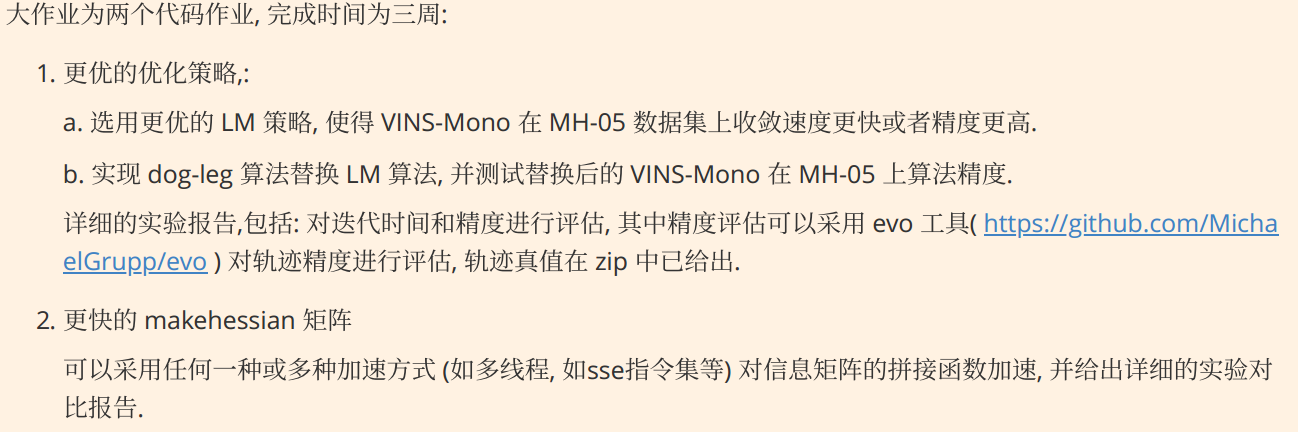 大作业为两个代码作业, 完成时间为三周:
1. 更优的优化策略,:
a. 选用更优的 LM 策略, 使得 VINS-Mono 在 MH-05 数据集上收敛速度更快或者精度更高.
b. 实现 dog-leg 算法替换 LM 算法, 并测试替换后的 VINS-Mono 在 MH-05 上算法精度.
详细的实验报告,包括: 对迭代时间和精度进行评估, 其中精度评估可以采用 evo 工具( https://github.com/Micha
elGrupp/evo ) 对轨迹精度进行评估, 轨迹真值在 zip 中已给出.
2. 更快的 makehessian 矩阵
可以采用任何一种或多种加速方式 (如多线程, 如sse指令集等) 对信息矩阵的拼接函数加速, 并给出详细的实验对
比报告.